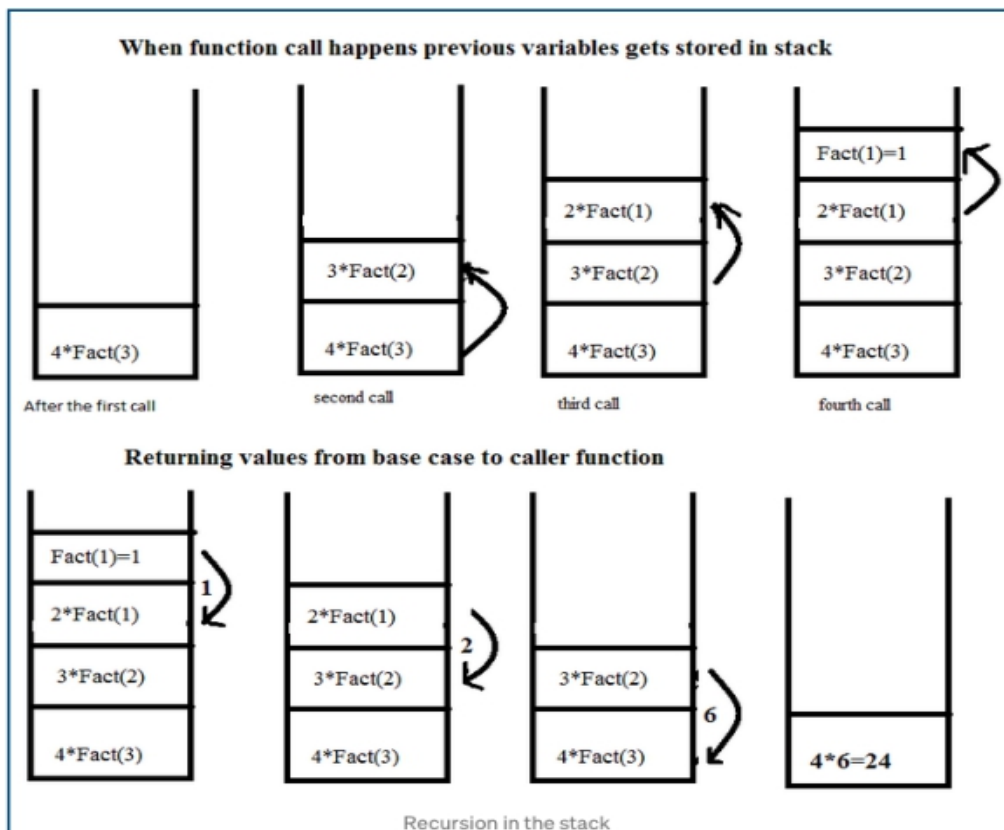 When function call happens previous variables gets stored in stack
4*Fact(3)
After the first call
3*Fact(2)
4*Fact(3)
second call
2*Fact(1)
3*Fact(2)
4*Fact(3)
third call
Fact(1)=1
2*Fact(1)
3*Fact(2)
4*Fact(3)
fourth call
Returning values from base case to caller function
Fact(1)=1
1
2*Fact(1)
3*Fact(2)
4*Fact(3)
2*Fact(1)
2
3*Fact(2)
4*Fact(3)
3*Fact(2)
6
4*Fact(3)
4*6=24
Recursion in the stack